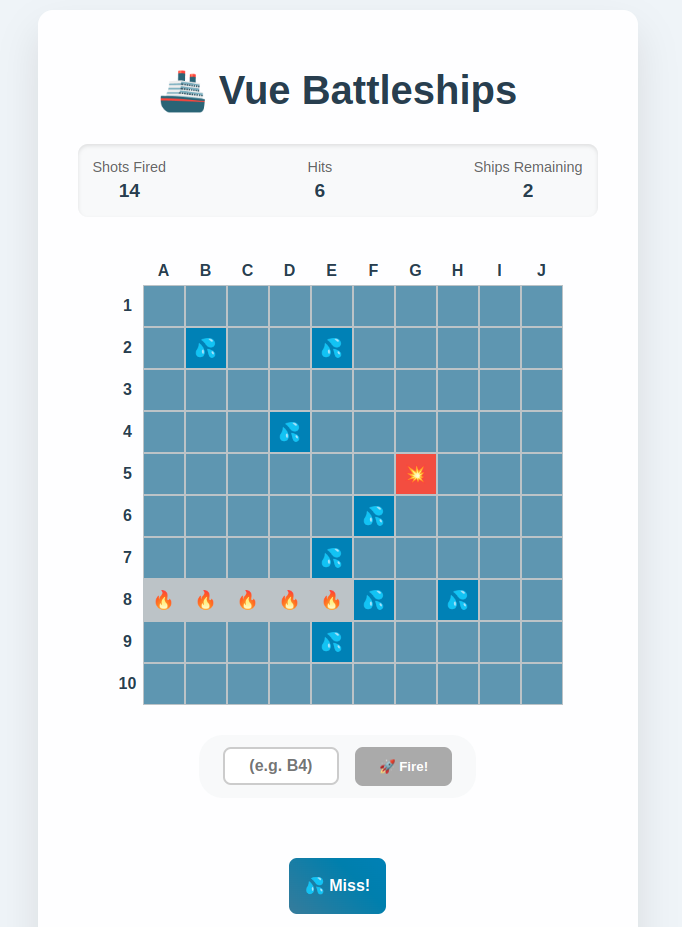 🚢 Vue Battleships
Shots Fired Hits Ships Remaining
14 6 2
A B C D E F G H I J
1
2 💦 💦
3
4 💦
5 💥
6 💦
7 💦
8 🔥 🔥 🔥 🔥 🔥 💦 💦
9 💦
10
(e.g. B4) 🚀 Fire!
💦 Miss!